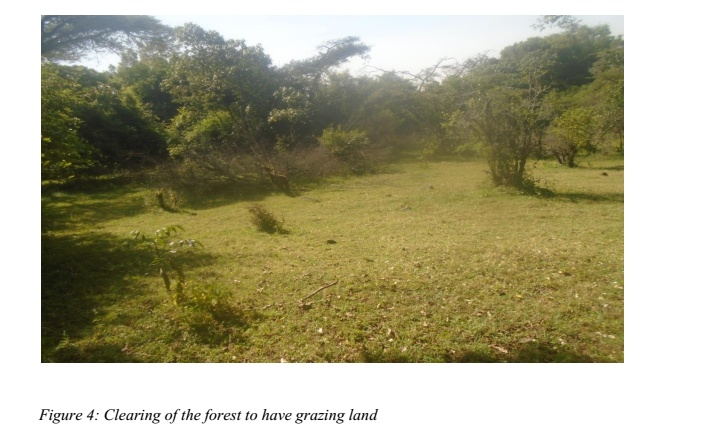 Figure 4: Clearing of the forest to have grazing land